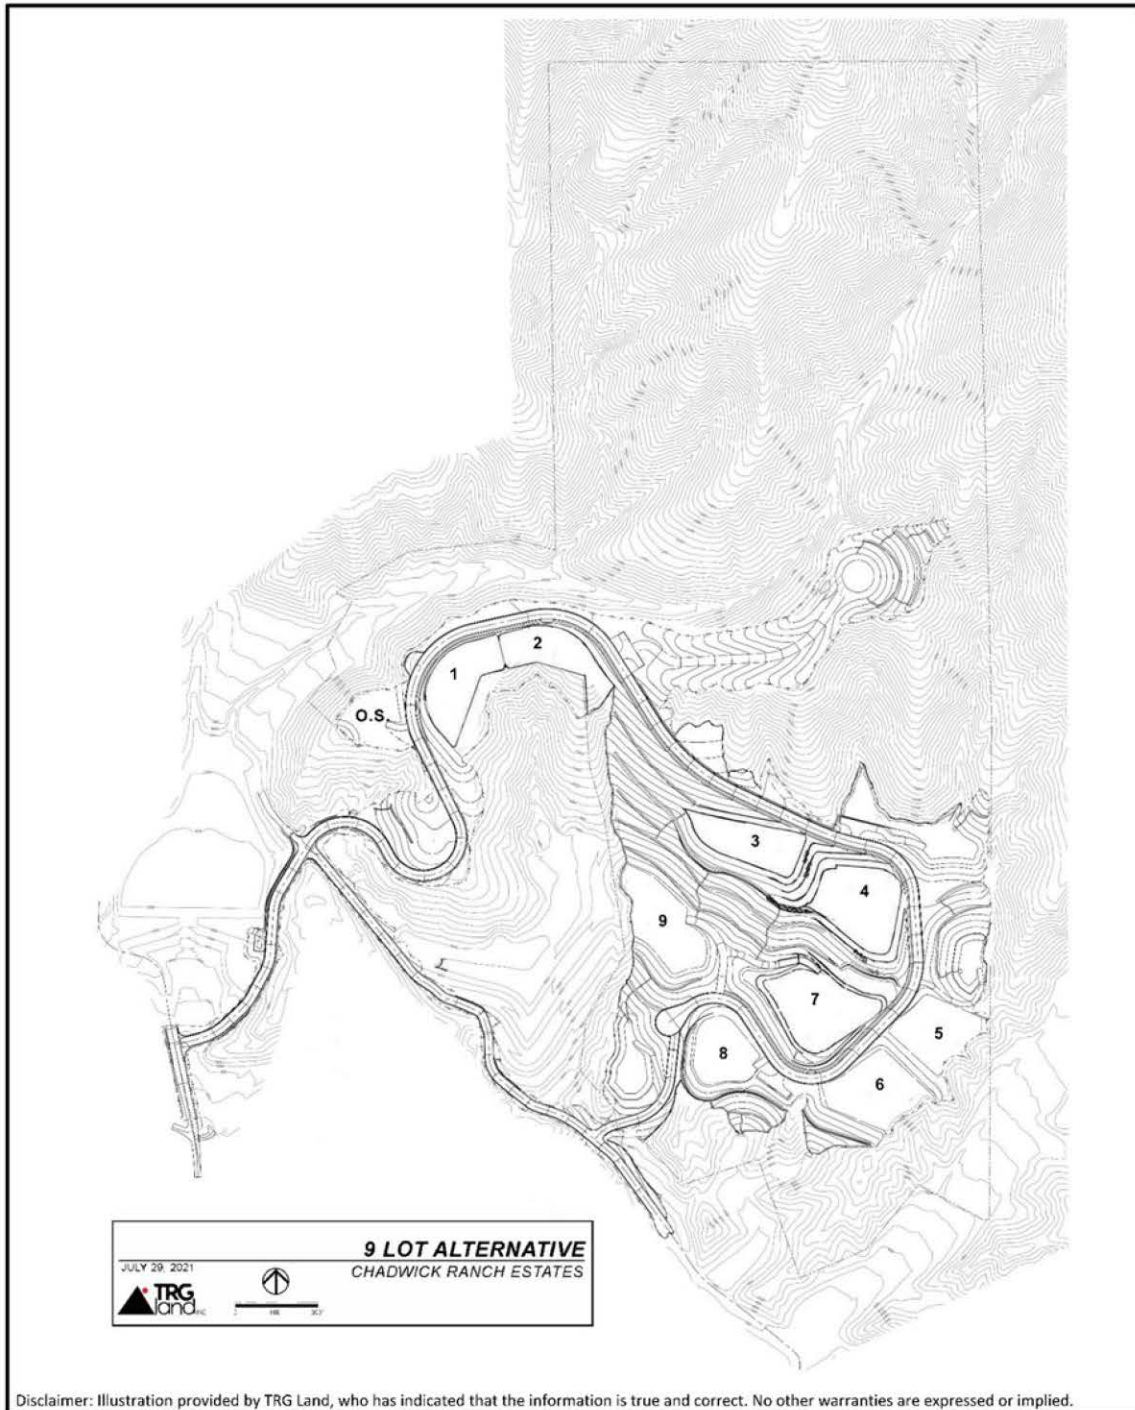 1
2
O.S.
3
4
9
7
5
8
6
9 LOT ALTERNATIVE
JULY 29, 2021
CHADWICK RANCH ESTATES
TRG
land INC
Disclaimer: Illustration provided by TRG Land, who has indicated that the information is true and correct. No other warranties are expressed or implied.